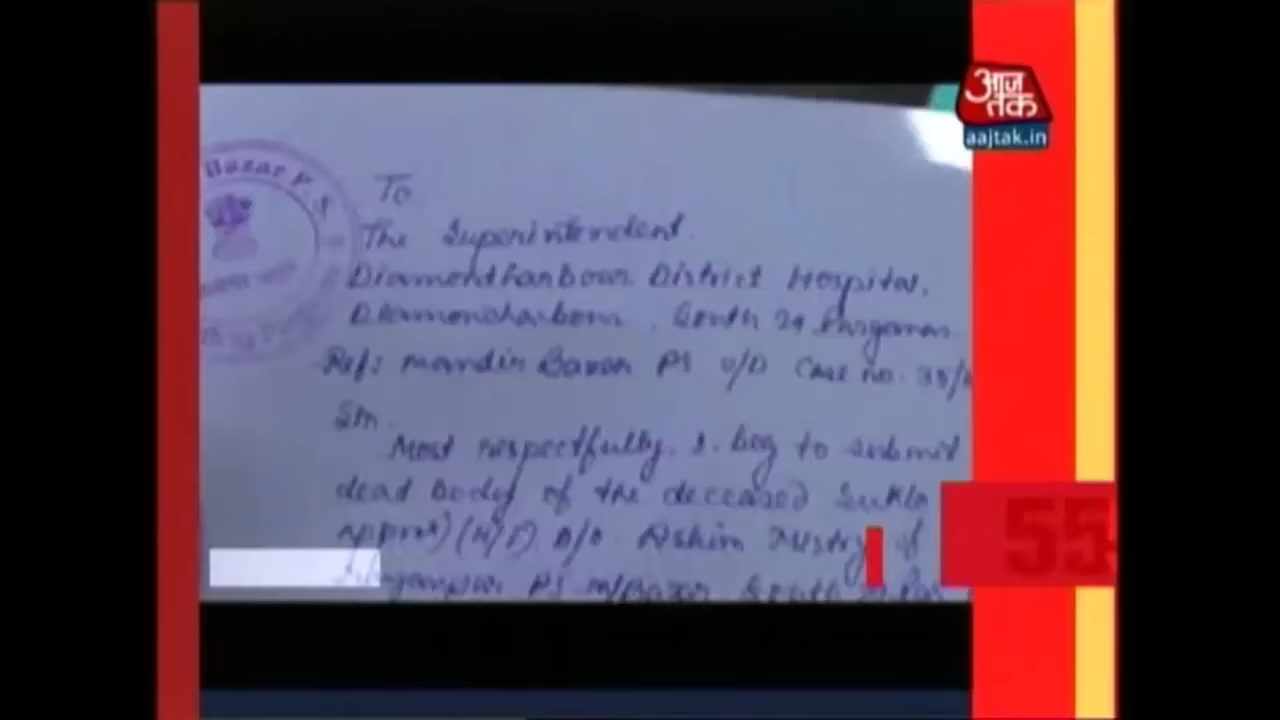 आज
तक
aajtak.in
Bazar P.S
To
The Superintendent
Diamondharbour District Hospital,
Diamondharbour, South 24
Ref: Mandir Bazar PS U/D Case no. 35/
Sir
Most respectfully I beg to submit
dead body of the deceased Sukla
D/O Ashim Mistry of
PS M/Bazar South
55